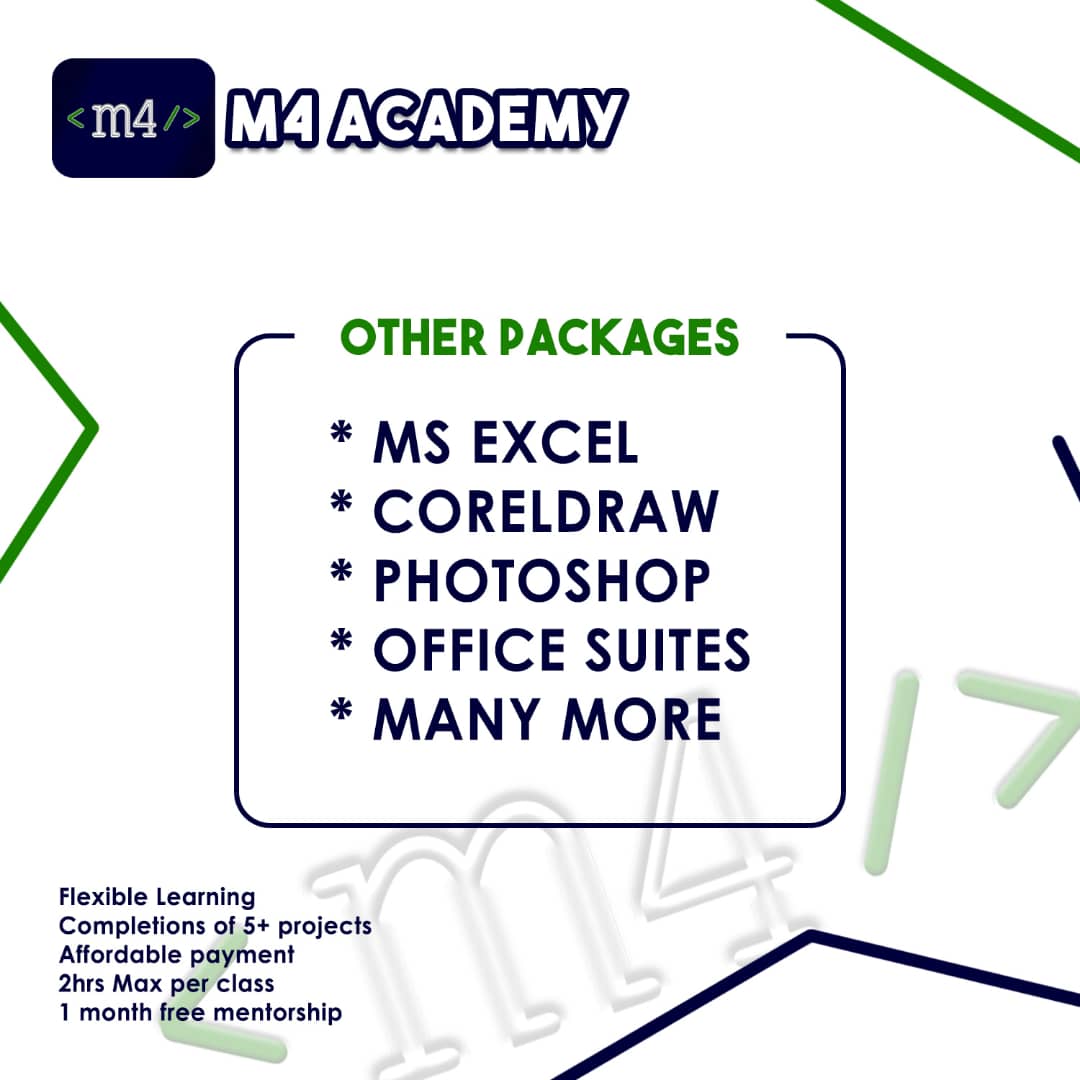 <m4/> M4 ACADEMY
OTHER PACKAGES
* MS EXCEL
* CORELDRAW
* PHOTOSHOP
* OFFICE SUITES
* MANY MORE
Flexible Learning
Completions of 5+ projects
Affordable payment
2hrs Max per class
1 month free mentorship
<m4/>